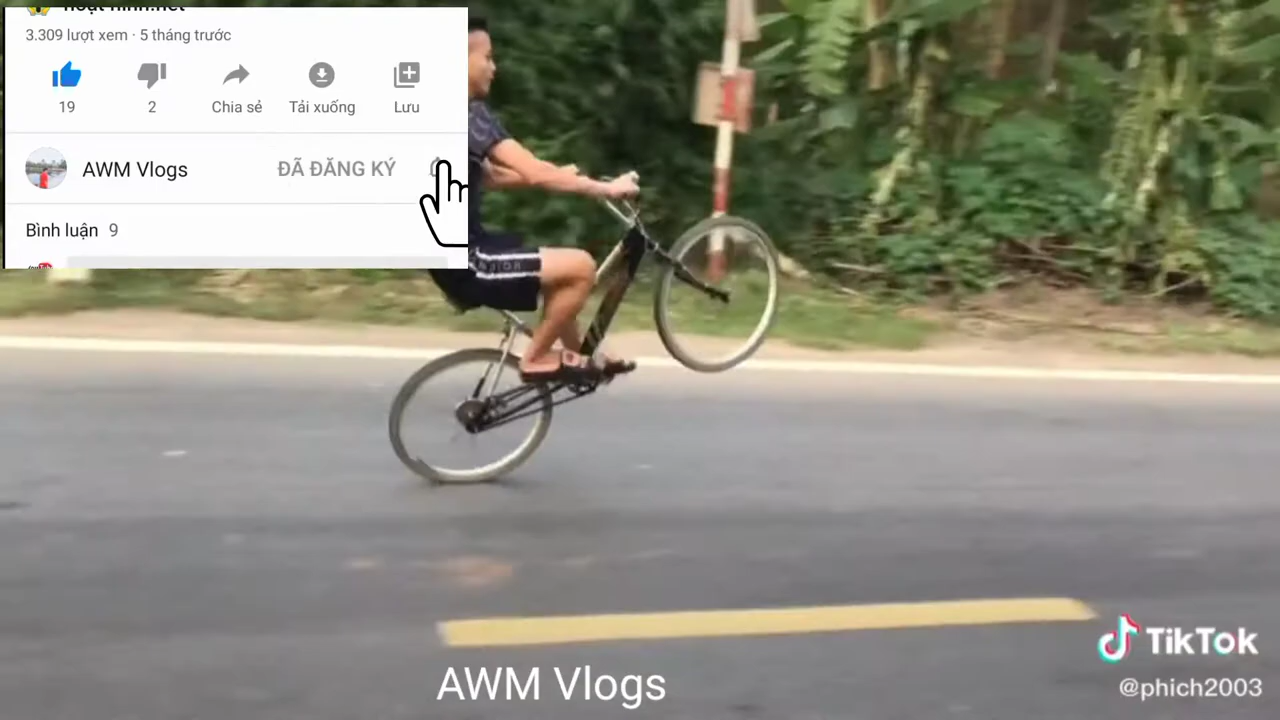 3.309 lượt xem · 5 tháng trước
19
2
Chia sẻ
Tải xuống
Lưu
AWM Vlogs
ĐÃ ĐĂNG KÝ
Bình luận 9
AWM Vlogs
TikTok
@phich2003